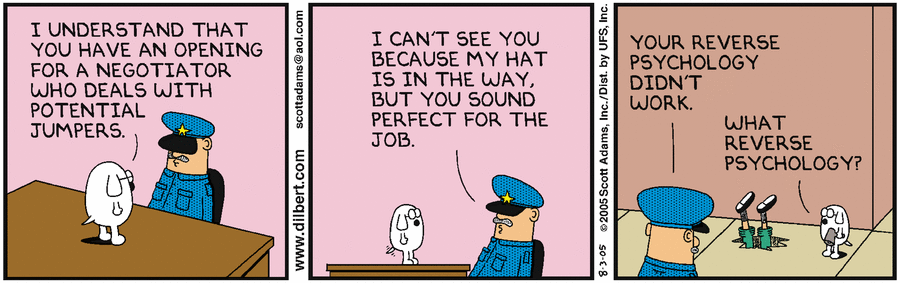 I UNDERSTAND THAT
YOU HAVE AN OPENING
FOR A NEGOTIATOR
WHO DEALS WITH
POTENTIAL
JUMPERS.
www.dilbert.com scottadams@aol.com
I CAN'T SEE YOU
BECAUSE MY HAT
IS IN THE WAY,
BUT YOU SOUND
PERFECT FOR THE
JOB.
8-3-05 © 2005 Scott Adams, Inc./Dist. by UFS, Inc.
YOUR REVERSE
PSYCHOLOGY
DIDN'T
WORK.
WHAT
REVERSE
PSYCHOLOGY?